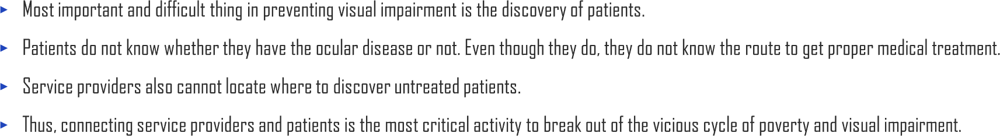 ▸ Most important and difficult thing in preventing visual impairment is the discovery of patients.
▸ Patients do not know whether they have the ocular disease or not. Even though they do, they do not know the route to get proper medical treatment.
▸ Service providers also cannot locate where to discover untreated patients.
▸ Thus, connecting service providers and patients is the most critical activity to break out of the vicious cycle of poverty and visual impairment.